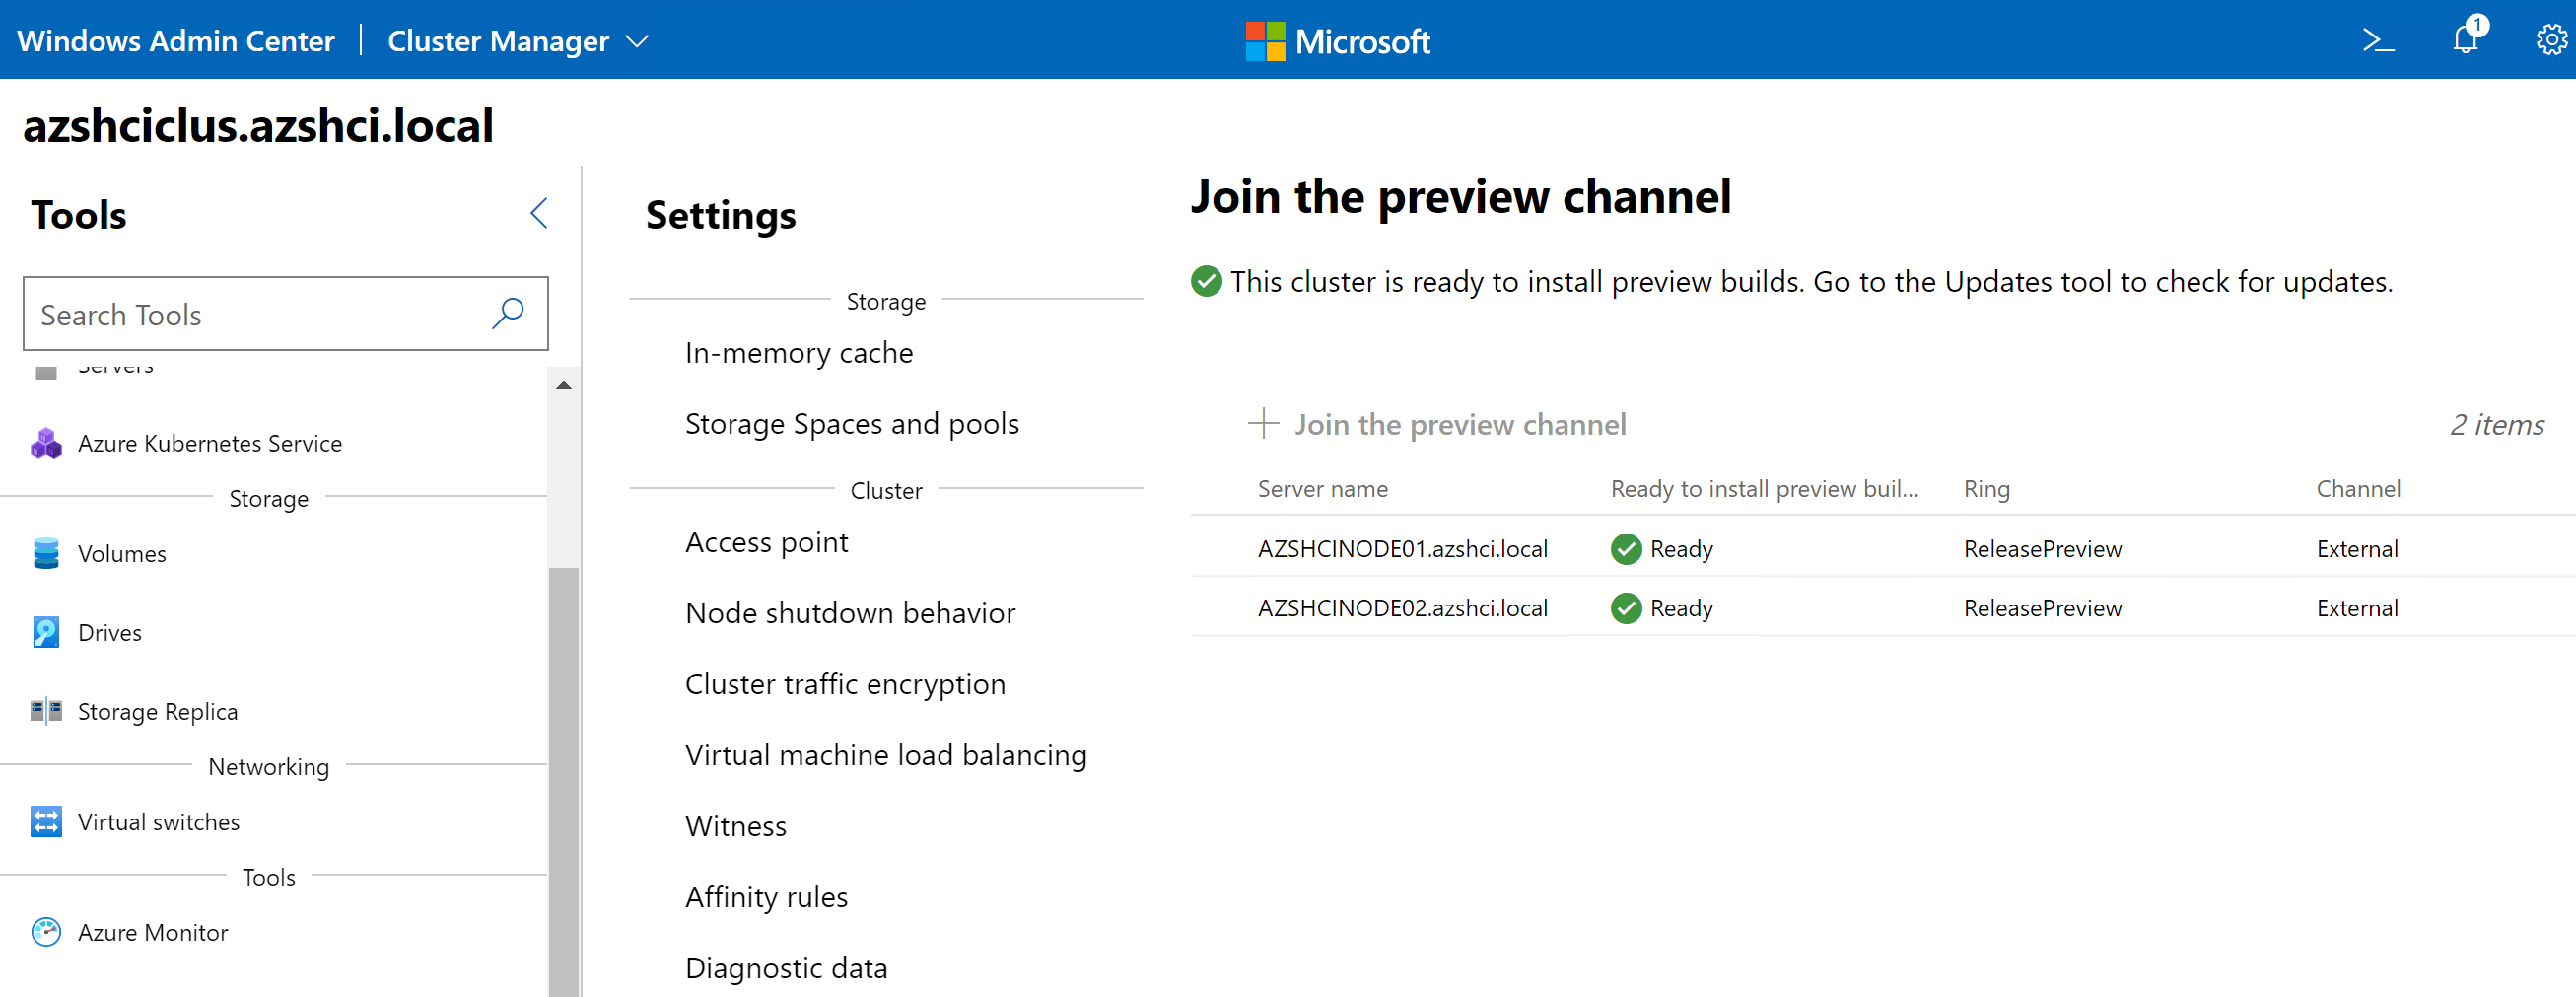 Windows Admin Center | Cluster Manager
Microsoft
1
azshciclus.azshci.local
Tools
Search Tools
Servers
Azure Kubernetes Service
Storage
Volumes
Drives
Storage Replica
Networking
Virtual switches
Tools
Azure Monitor
Settings
Storage
In-memory cache
Storage Spaces and pools
Cluster
Access point
Node shutdown behavior
Cluster traffic encryption
Virtual machine load balancing
Witness
Affinity rules
Diagnostic data
Join the preview channel
This cluster is ready to install preview builds. Go to the Updates tool to check for updates.
Join the preview channel
2 items
Server name Ready to install preview buil... Ring Channel
AZSHCINODE01.azshci.local Ready ReleasePreview External
AZSHCINODE02.azshci.local Ready ReleasePreview External